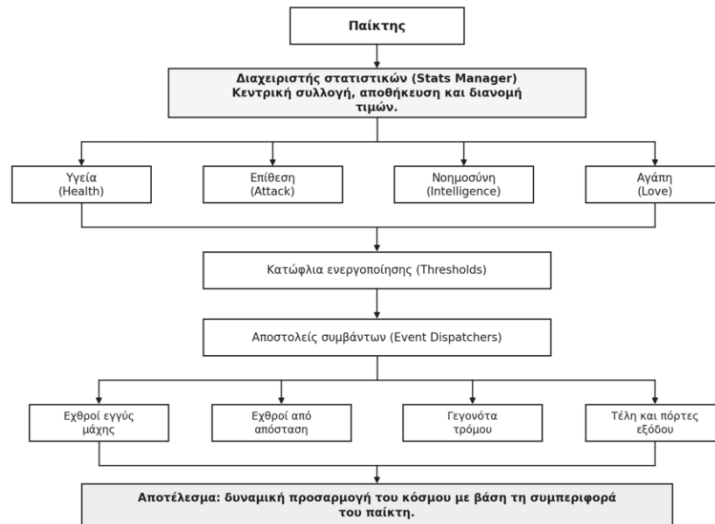 Παίκτης
Διαχειριστής στατιστικών (Stats Manager)
Κεντρική συλλογή, αποθήκευση και διανομή
τιμών.
Υγεία
(Health)
Επίθεση
(Attack)
Νοημοσύνη
(Intelligence)
Αγάπη
(Love)
Κατώφλια ενεργοποίησης (Thresholds)
Αποστολείς συμβάντων (Event Dispatchers)
Εχθροί εγγύς
μάχης
Εχθροί από
απόσταση
Γεγονότα
τρόμου
Τέλη και πόρτες
εξόδου
Αποτέλεσμα: δυναμική προσαρμογή του κόσμου με βάση τη συμπεριφορά
του παίκτη.